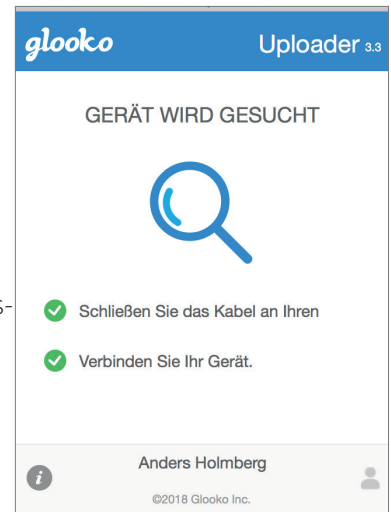 glooko
Uploader 3.3
GERÄT WIRD GESUCHT
s-
Schließen Sie das Kabel an Ihren
Verbinden Sie Ihr Gerät.
i
Anders Holmberg
©2018 Glooko Inc.